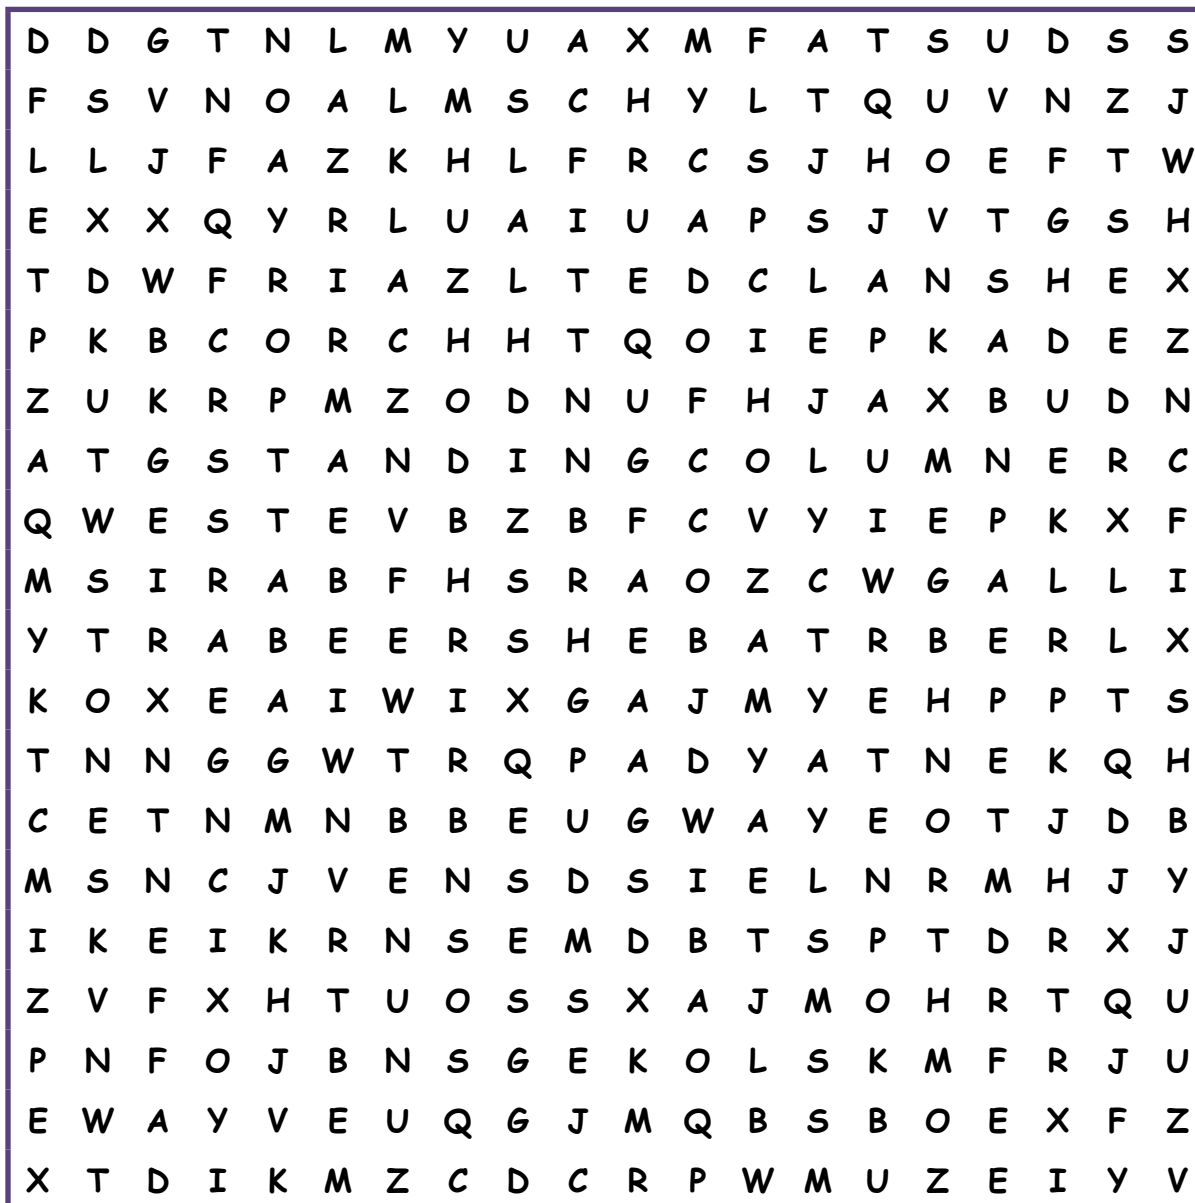 D D G T N L M Y U A X M F A T S U D S S
F S V N O A L M S C H Y L T Q U V N Z J
L L J F A Z K H L F R C S J H O E F T W
E X X Q Y R L U A I U A P S J V T G S H
T D W F R I A Z L T E D C L A N S H E X
P K B C O R C H H T Q O I E P K A D E Z
Z U K R P M Z O D N U F H J A X B U D N
A T G S T A N D I N G C O L U M N E R C
Q W E S T E V B Z B F C V Y I E P K X F
M S I R A B F H S R A O Z C W G A L L I
Y T R A B E E R S H E B A T R B E R L X
K O X E A I W I X G A J M Y E H P P T S
T N N G G W T R Q P A D Y A T N E K Q H
C E T N M N B B E U G W A Y E O T J D B
M S N C J V E N S D S I E L N R M H J Y
I K E I K R N S E M D B T S P T D R X J
Z V F X H T U O S S X A J M O H R T Q U
P N F O J B N S G E K O L S K M F R J U
E W A Y V E U Q G J M Q B S B O E X F Z
X T D I K M Z C D C R P W M U Z E I Y V